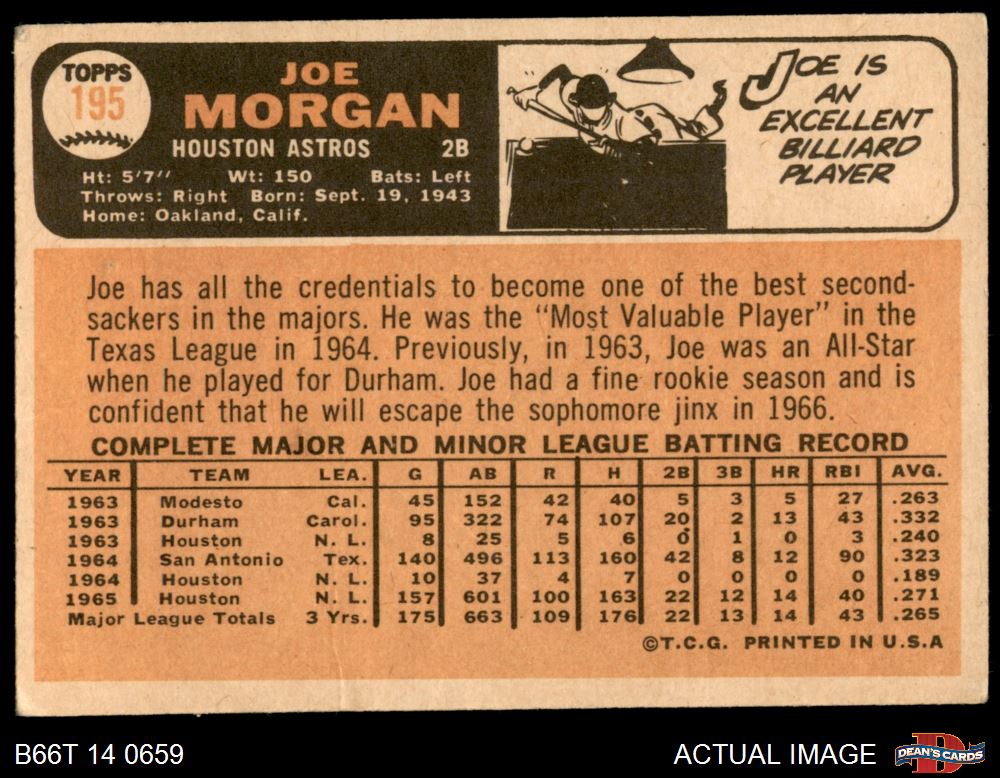 TOPPS
195
JOE
MORGAN
HOUSTON ASTROS 2B
Ht: 5'7" Wt: 150 Bats: Left
Throws: Right Born: Sept. 19, 1943
Home: Oakland, Calif.
JOE IS
AN
EXCELLENT
BILLIARD
PLAYER
Joe has all the credentials to become one of the best second-
sackers in the majors. He was the "Most Valuable Player" in the
Texas League in 1964. Previously, in 1963, Joe was an All-Star
when he played for Durham. Joe had a fine rookie season and is
confident that he will escape the sophomore jinx in 1966.
COMPLETE MAJOR AND MINOR LEAGUE BATTING RECORD
YEAR TEAM LEA. G AB R H 2B 3B HR RBI AVG.
1963 Modesto Cal. 45 152 42 40 5 3 5 27 .263
1963 Durham Carol. 95 322 74 107 20 2 13 43 .332
1963 Houston N. L. 8 25 5 6 0 1 0 3 .240
1964 San Antonio Tex. 140 496 113 160 42 8 12 90 .323
1964 Houston N. L. 10 37 4 7 0 0 0 0 .189
1965 Houston N. L. 157 601 100 163 22 12 14 40 .271
Major League Totals 3 Yrs. 175 663 109 176 22 13 14 43 .265
©T.C.G. PRINTED IN U.S.A
B66T 14 0659
ACTUAL IMAGE
DEAN'S CARDS